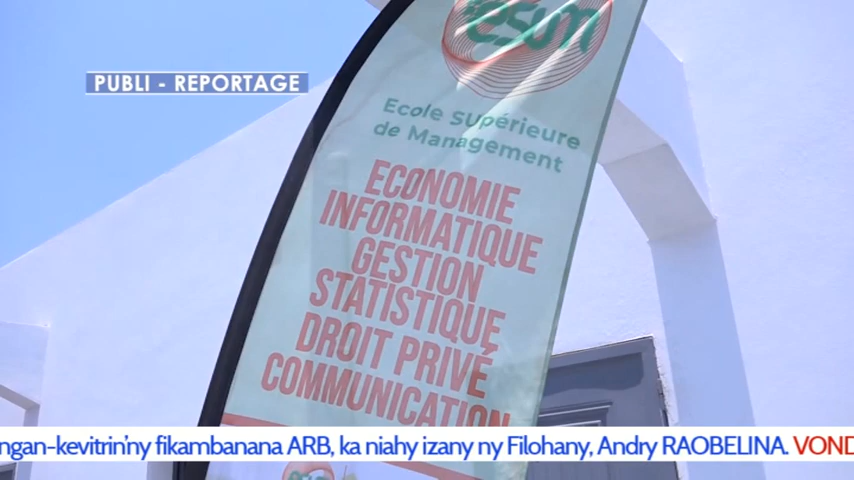 esum
PUBLI - REPORTAGE
Ecole Supérieure
de Management
ECONOMIE
INFORMATIQUE
GESTION
STATISTIQUE
DROIT PRIVÉ
COMMUNICATION
ngan-kevitrin'ny fikambanana ARB, ka niahy izany ny Filohany, Andry RAOBELINA. VOND